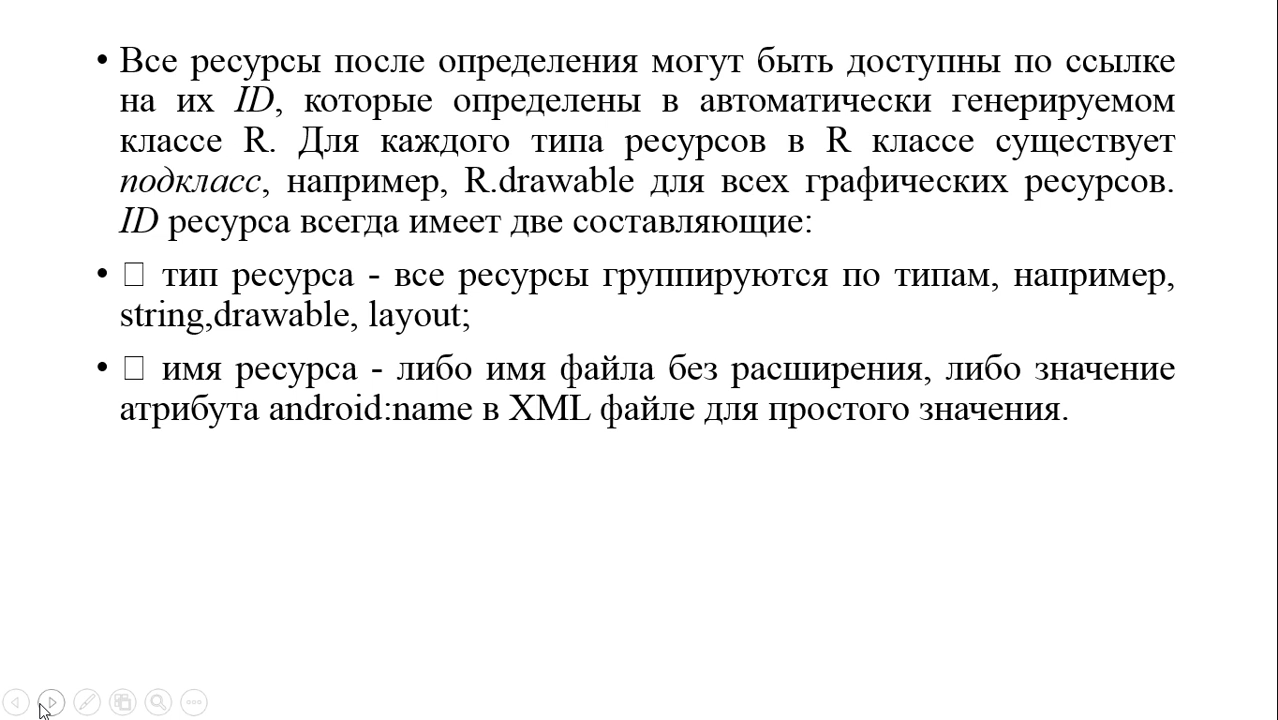 • Все ресурсы после определения могут быть доступны по ссылке
на их ID, которые определены в автоматически генерируемом
классе R. Для каждого типа ресурсов в R классе существует
подкласс, например, R.drawable для всех графических ресурсов.
ID ресурса всегда имеет две составляющие:
• □ тип ресурса - все ресурсы группируются по типам, например,
string,drawable, layout;
• □ имя ресурса - либо имя файла без расширения, либо значение
атрибута android:name в XML файле для простого значения.